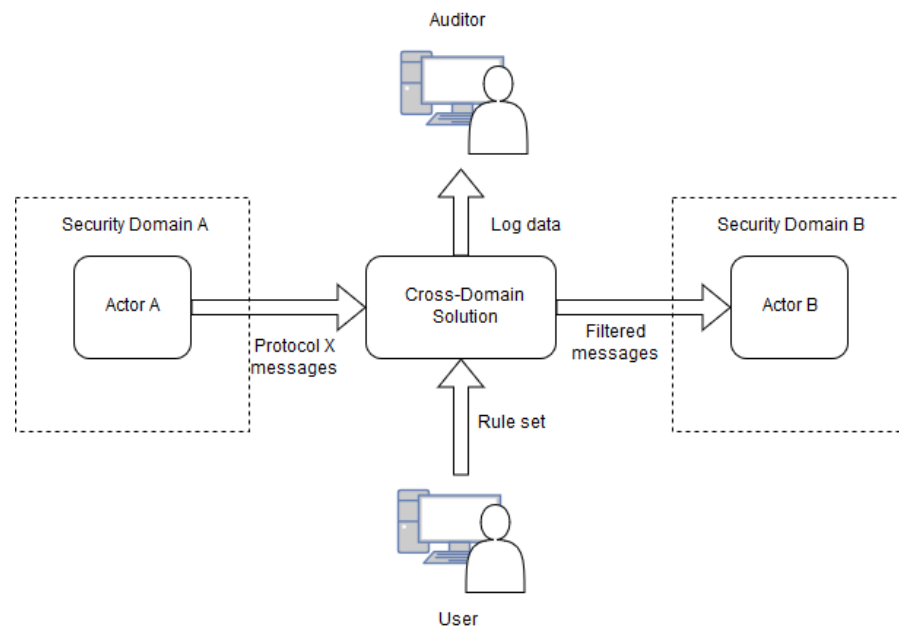 Auditor
Security Domain A
Log data
Security Domain B
Actor A
Cross-Domain
Solution
Actor B
Protocol X
messages
Filtered
messages
Rule set
User